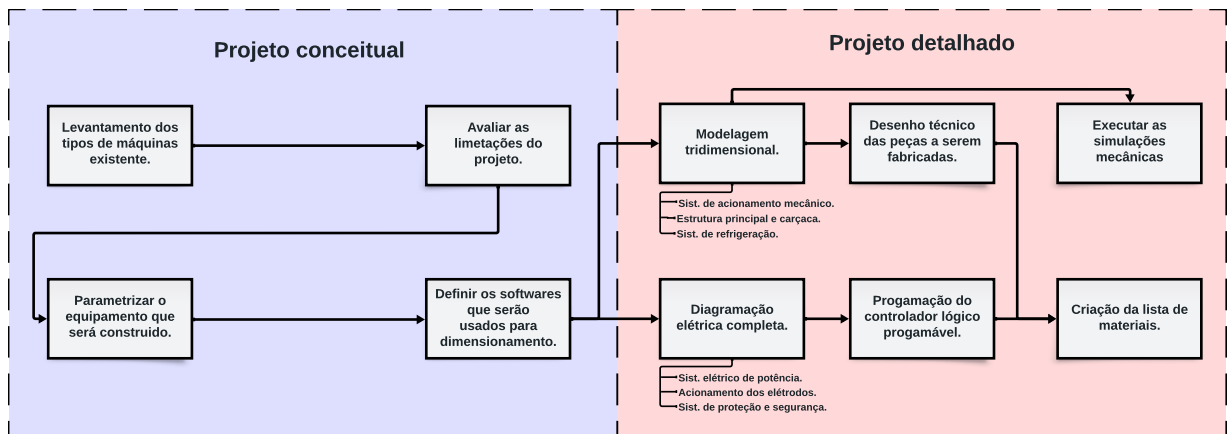 Projeto conceitual
Levantamento dos
tipos de máquinas
existente.
Avaliar as
limetações do
projeto.
Parametrizar o
equipamento que
será construido.
Definir os softwares
que serão
usados para
dimensionamento.
Projeto detalhado
Modelagem
tridimensional.
Sist. de acionamento mecânico.
Estrutura principal e carçaca.
Sist. de refrigeração.
Desenho técnico
das peças a serem
fabricadas.
Executar as
simulações
mecânicas
Diagramação
elétrica completa.
Sist. elétrico de potência.
Acionamento dos elétrodos.
Sist. de proteção e segurança.
Progamação do
controlador lógico
progamável.
Criação da lista de
materiais.